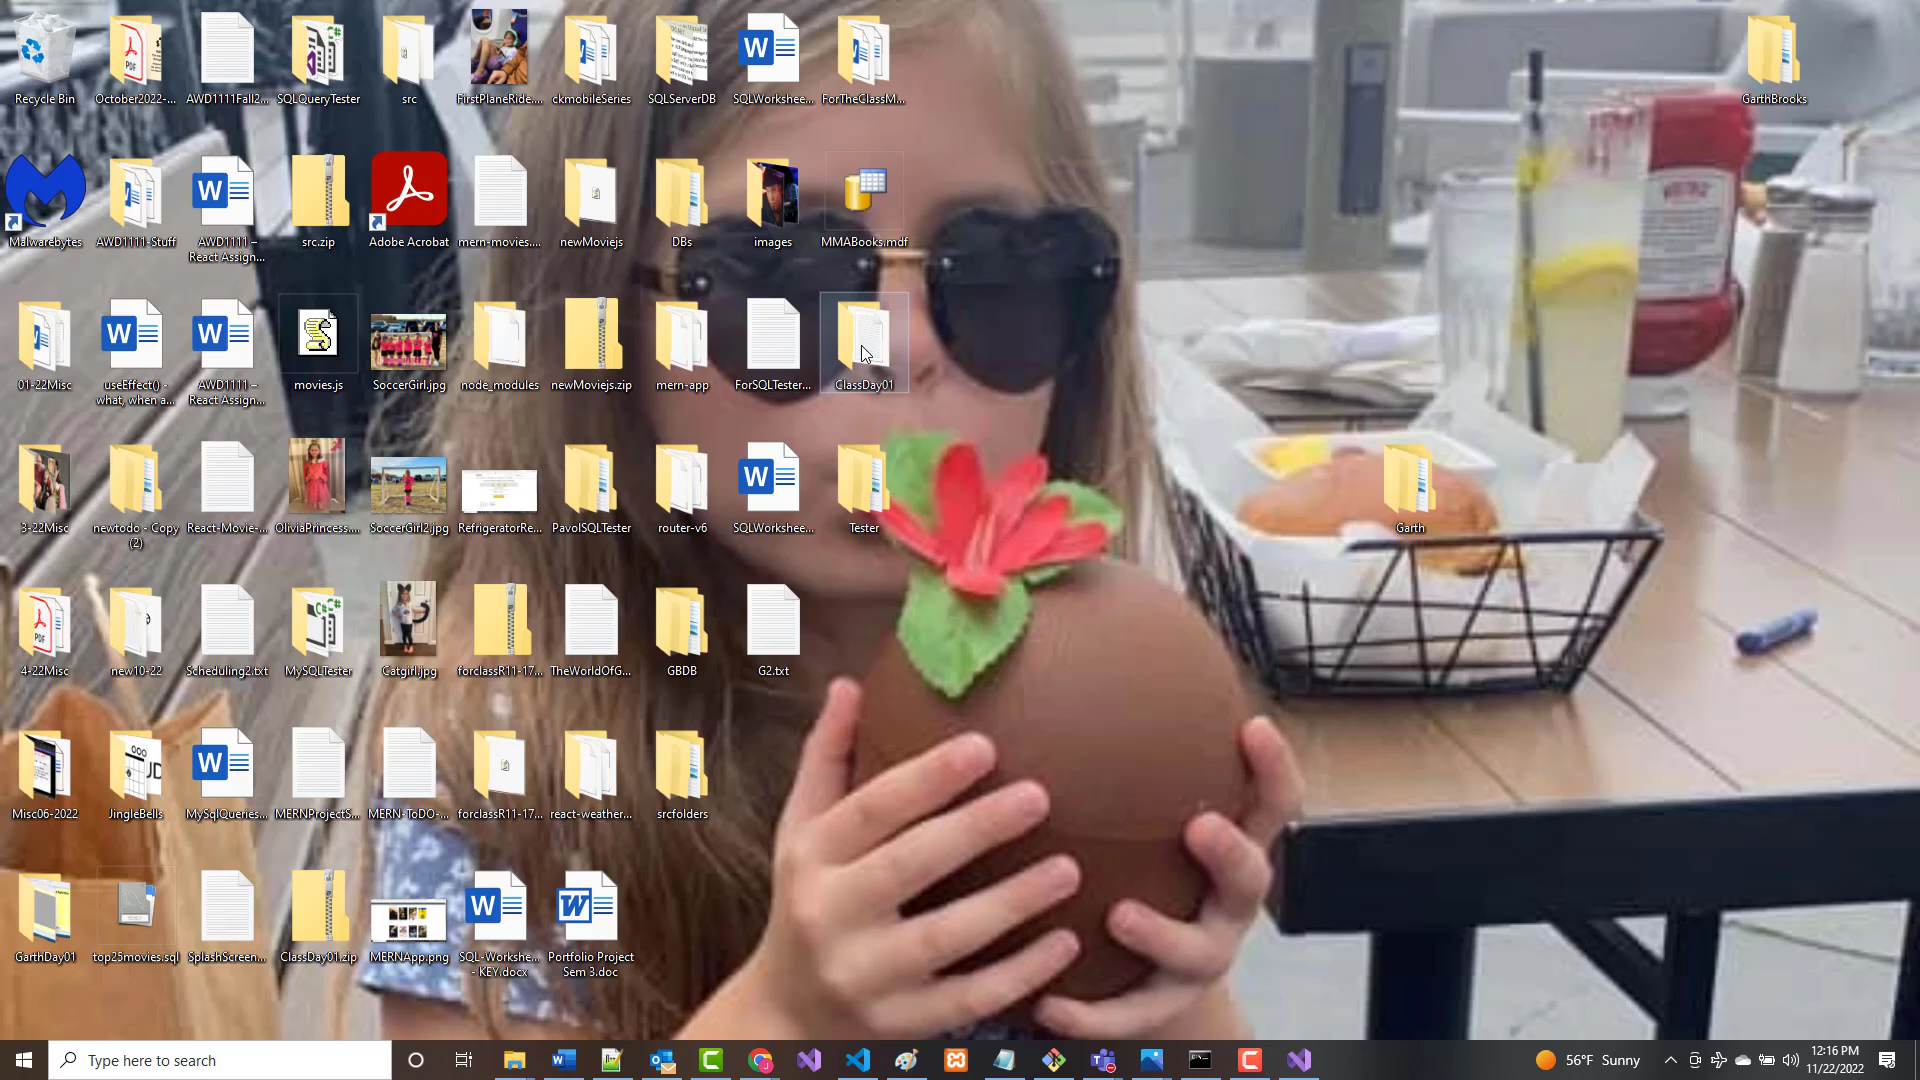 Recycle Bin
October2022-...
AWD1111Fall2...
SQLQueryTester
src
FirstPlaneRide....
ckmobileSeries
SQLServerDB
SQLWorkshee...
ForTheClassM...
GarthBrooks
Malwarebytes
AWD1111-Stuff
AWD1111 –
React Assign...
src.zip
Adobe Acrobat
mern-movies....
newMoviejs
DBs
images
MMABooks.mdf
01-22Misc
useEffect() -
what, when a...
AWD1111 –
React Assign...
movies.js
SoccerGirl.jpg
node_modules
newMoviejs.zip
mern-app
ForSQLTester...
ClassDay01
3-22Misc
newtodo - Copy
(2)
React-Movie-...
OliviaPrincess....
SoccerGirl2.jpg
RefrigeratorRe...
PavolSQLTester
router-v6
SQLWorkshee...
Tester
Garth
4-22Misc
new10-22
Scheduling2.txt
MySQLTester
Catgirl.jpg
forclassR11-17...
TheWorldOfG...
GBDB
G2.txt
Misc06-2022
JingleBells
MySqlQueries...
MERNProjectS...
MERN-ToDO-...
forclassR11-17...
react-weather...
srcfolders
GarthDay01
top25movies.sql
SplashScreen...
ClassDay01.zip
MERNApp.png
SQL-Workshe...
- KEY.docx
Portfolio Project
Sem 3.doc
Type here to search
56°F Sunny
12:16 PM
11/22/2022